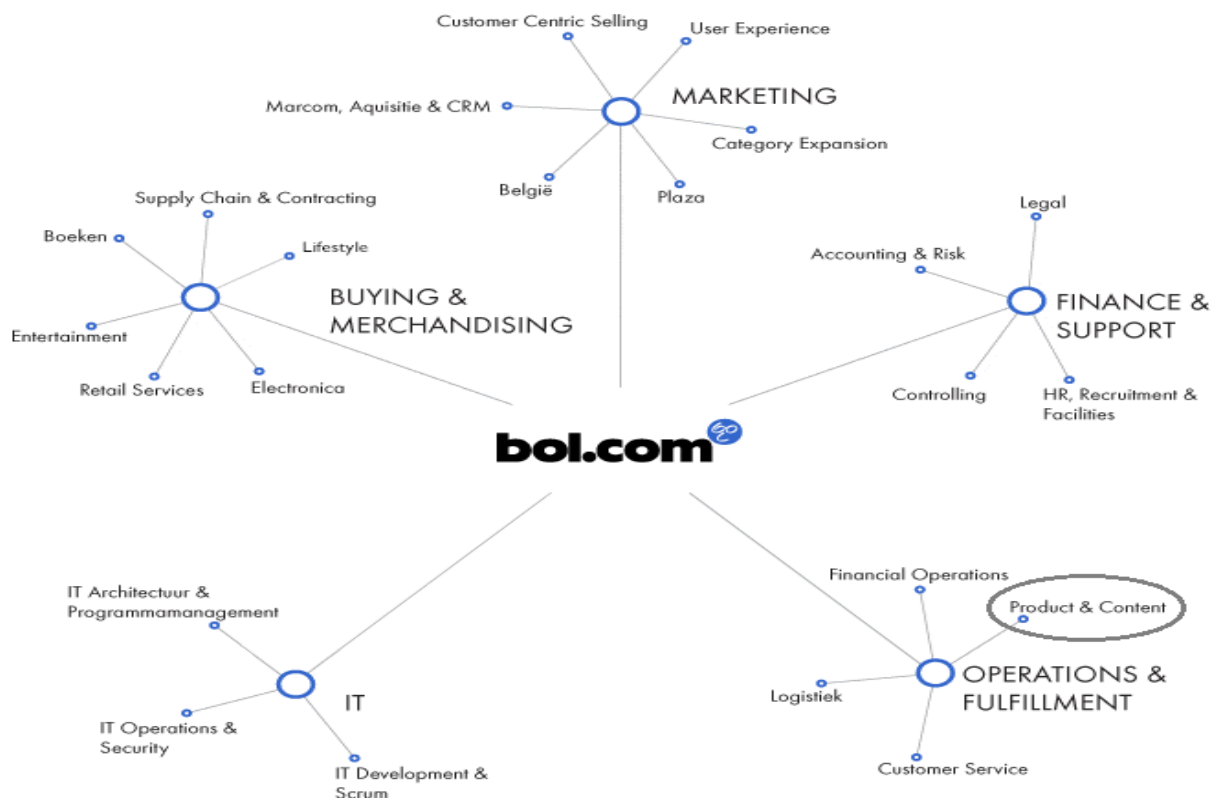 Customer Centric Selling
User Experience
MARKETING
Marcom, Aquisitie & CRM
Category Expansion
België
Plaza
Supply Chain & Contracting
Boeken
Lifestyle
BUYING &
MERCHANDISING
Entertainment
Retail Services
Electronica
Legal
Accounting & Risk
FINANCE &
SUPPORT
Controlling
HR, Recruitment &
Facilities
bol.com
IT Architectuur &
Programmamanagement
IT
IT Operations &
Security
IT Development &
Scrum
Financial Operations
Product & Content
Logistiek
OPERATIONS &
FULFILLMENT
Customer Service